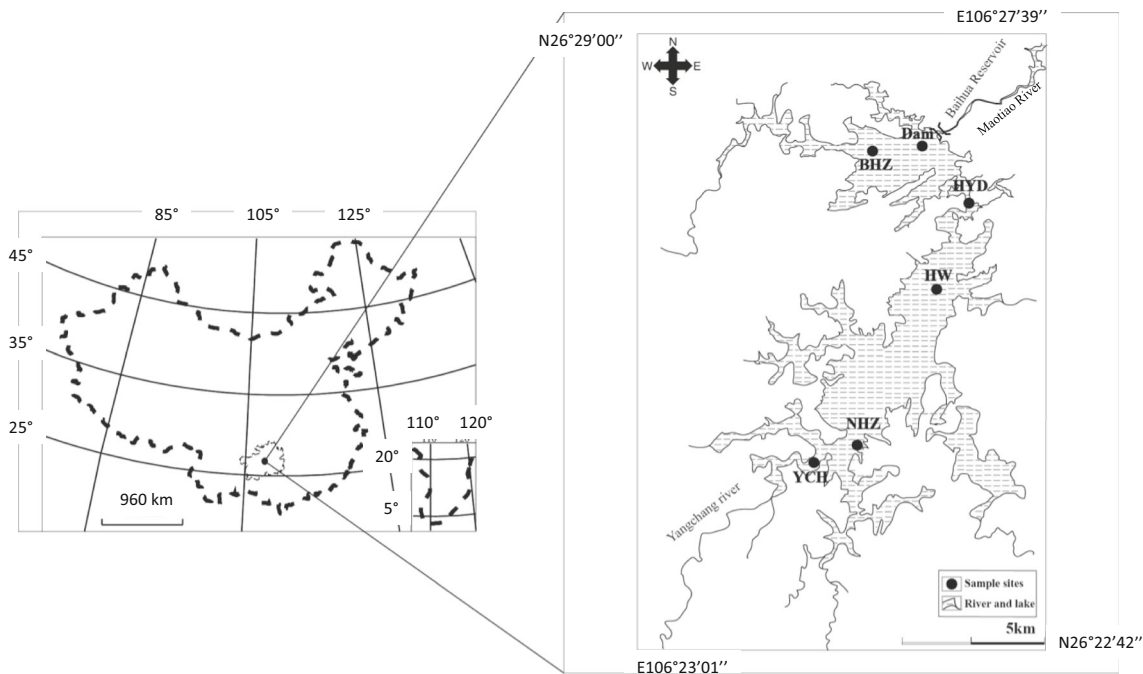 E106°27'39''
N26°29'00''
N
W E
S
Baihua Reservoir
Maotiao River
Dam
BHZ
HYD
HW
NHZ
YCH
Yangchang river
Sample sites
River and lake
5km
N26°22'42''
E106°23'01''
85° 105° 125°
45°
35°
25°
110° 120°
20°
5°
960 km